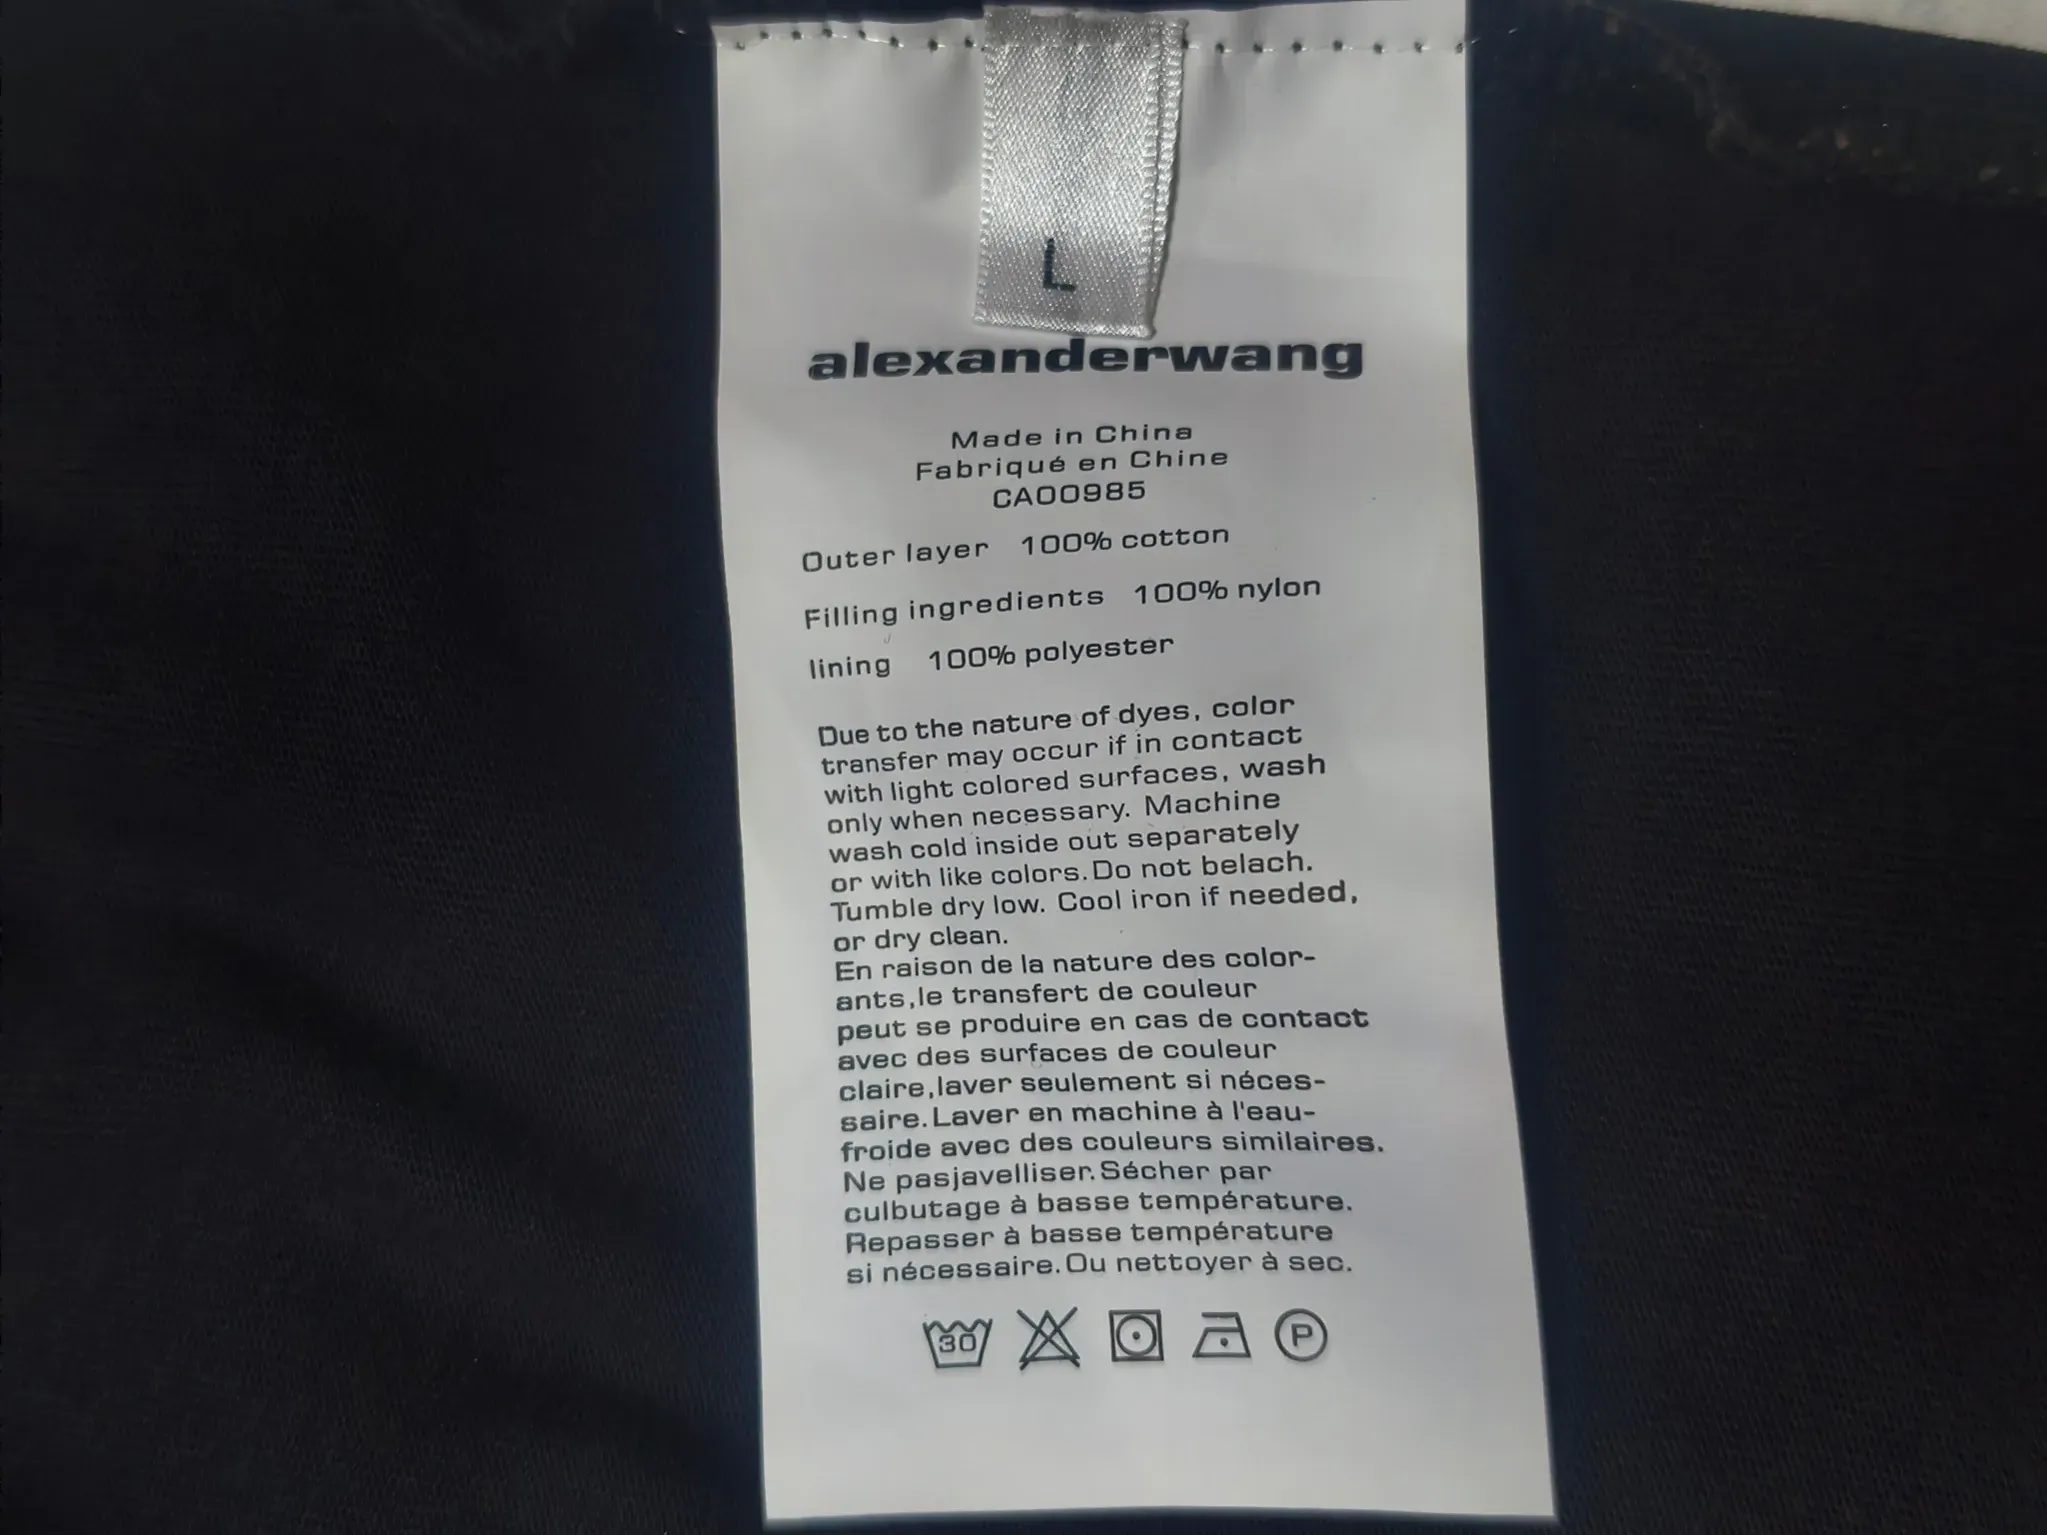 L
alexanderwang
Made in China
Fabriqué en Chine
CA00985
Outer layer 100% cotton
Filling ingredients 100% nylon
lining 100% polyester
Due to the nature of dyes, color
transfer may occur if in contact
with light colored surfaces, wash
only when necessary. Machine
wash cold inside out separately
or with like colors. Do not belach.
Tumble dry low. Cool iron if needed,
or dry clean.
En raison de la nature des color-
ants,le transfert de couleur
peut se produire en cas de contact
avec des surfaces de couleur
claire,laver seulement si néces-
saire. Laver en machine à l'eau-
froide avec des couleurs similaires.
Ne pasjavelliser. Sécher par
culbutage à basse température.
Repasser à basse température
si nécessaire. Ou nettoyer à sec.
30 P